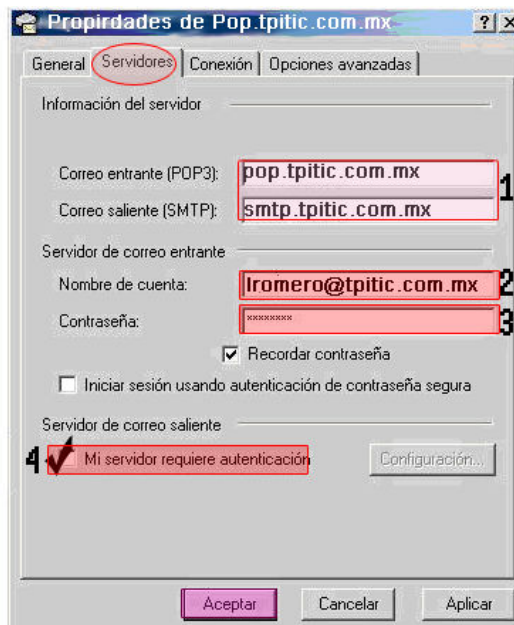 Propirdades de Pop.tpitic.com.mx
General Servidores Conexión Opciones avanzadas
Información del servidor
Correo entrante (POP3): pop.tpitic.com.mx
1
Correo saliente (SMTP): smtp.tpitic.com.mx
Servidor de correo entrante
Nombre de cuenta: lromero@tpitic.com.mx 2
Contraseña: xxxxxxxx 3
Recordar contraseña
Iniciar sesión usando autenticación de contraseña segura
Servidor de correo saliente
4 Mi servidor requiere autenticación Configuración...
Aceptar Cancelar Aplicar